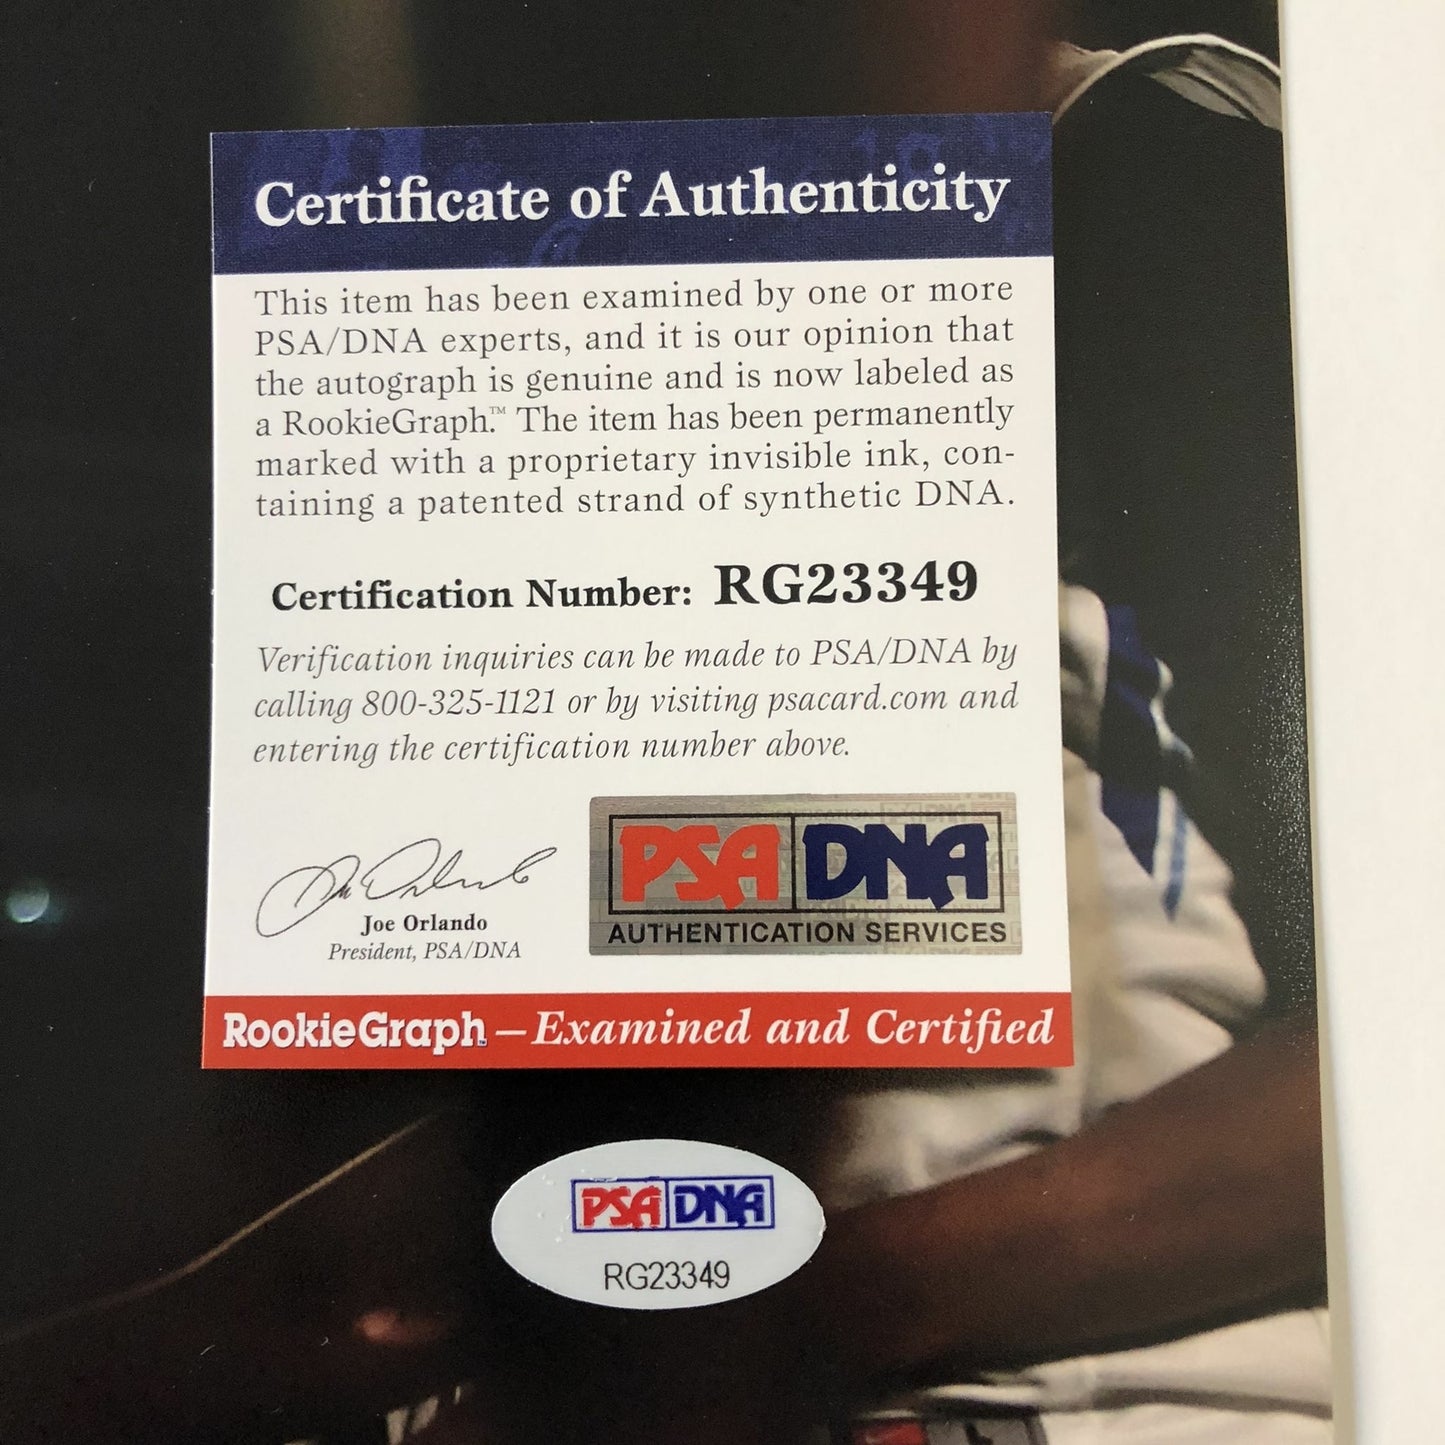 Certificate of Authenticity
This item has been examined by one or more
PSA/DNA experts, and it is our opinion that
the autograph is genuine and is now labeled as
a RookieGraph.™ The item has been permanently
marked with a proprietary invisible ink, con-
taining a patented strand of synthetic DNA.
Certification Number: RG23349
Verification inquiries can be made to PSA/DNA by
calling 800-325-1121 or by visiting psacard.com and
entering the certification number above.
Joe Orlando
President, PSA/DNA
PSA DNA
AUTHENTICATION SERVICES
RookieGraph™ – Examined and Certified
PSA DNA
RG23349